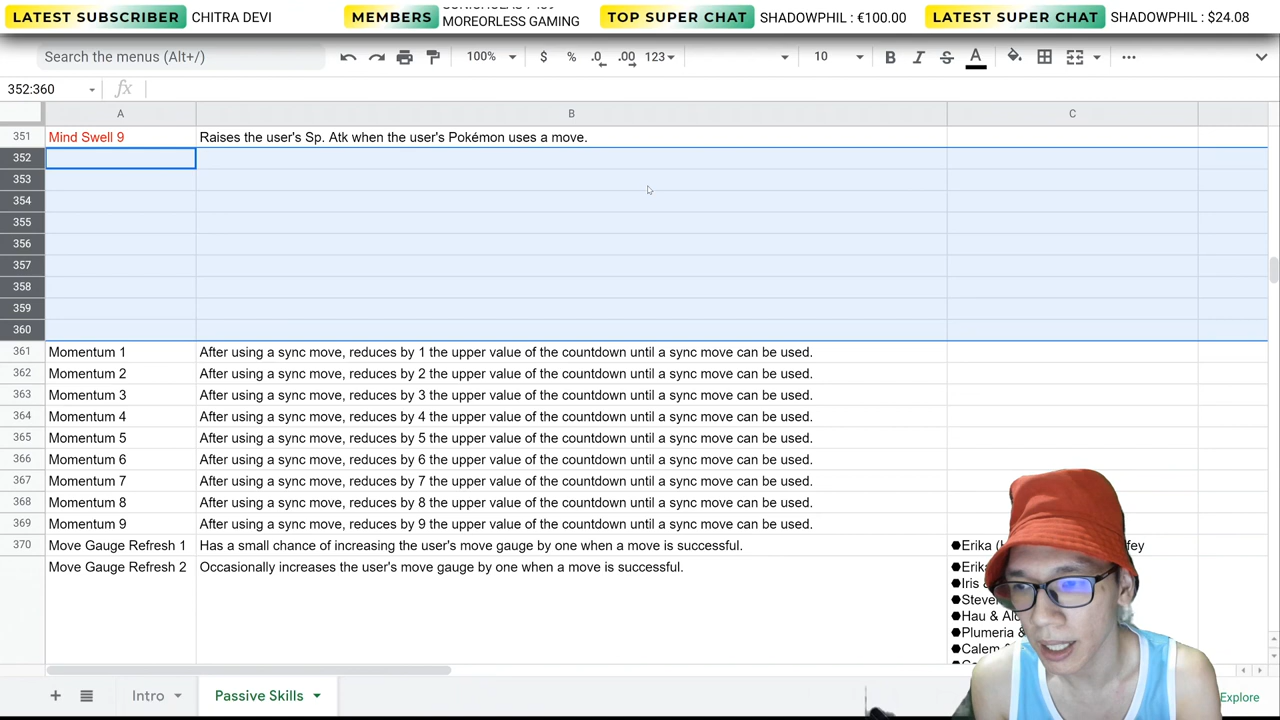 LATEST SUBSCRIBER CHITRA DEVI
MEMBERS
MOREORLESS GAMING
TOP SUPER CHAT SHADOWPHIL : €100.00
LATEST SUPER CHAT SHADOWPHIL : $24.08
Search the menus (Alt+/)
100% $ % .0 .00 123 10 B I S A
352:360 fx
A B C
351 Mind Swell 9 Raises the user's Sp. Atk when the user's Pokémon uses a move.
352
353
354
355
356
357
358
359
360
361 Momentum 1 After using a sync move, reduces by 1 the upper value of the countdown until a sync move can be used.
362 Momentum 2 After using a sync move, reduces by 2 the upper value of the countdown until a sync move can be used.
363 Momentum 3 After using a sync move, reduces by 3 the upper value of the countdown until a sync move can be used.
364 Momentum 4 After using a sync move, reduces by 4 the upper value of the countdown until a sync move can be used.
365 Momentum 5 After using a sync move, reduces by 5 the upper value of the countdown until a sync move can be used.
366 Momentum 6 After using a sync move, reduces by 6 the upper value of the countdown until a sync move can be used.
367 Momentum 7 After using a sync move, reduces by 7 the upper value of the countdown until a sync move can be used.
368 Momentum 8 After using a sync move, reduces by 8 the upper value of the countdown until a sync move can be used.
369 Momentum 9 After using a sync move, reduces by 9 the upper value of the countdown until a sync move can be used.
370 Move Gauge Refresh 1 Has a small chance of increasing the user's move gauge by one when a move is successful. ●Erika
Move Gauge Refresh 2 Occasionally increases the user's move gauge by one when a move is successful.
●Iris &
●Hau &
●Plumeria &
●Calem
+ Intro Passive Skills Explore